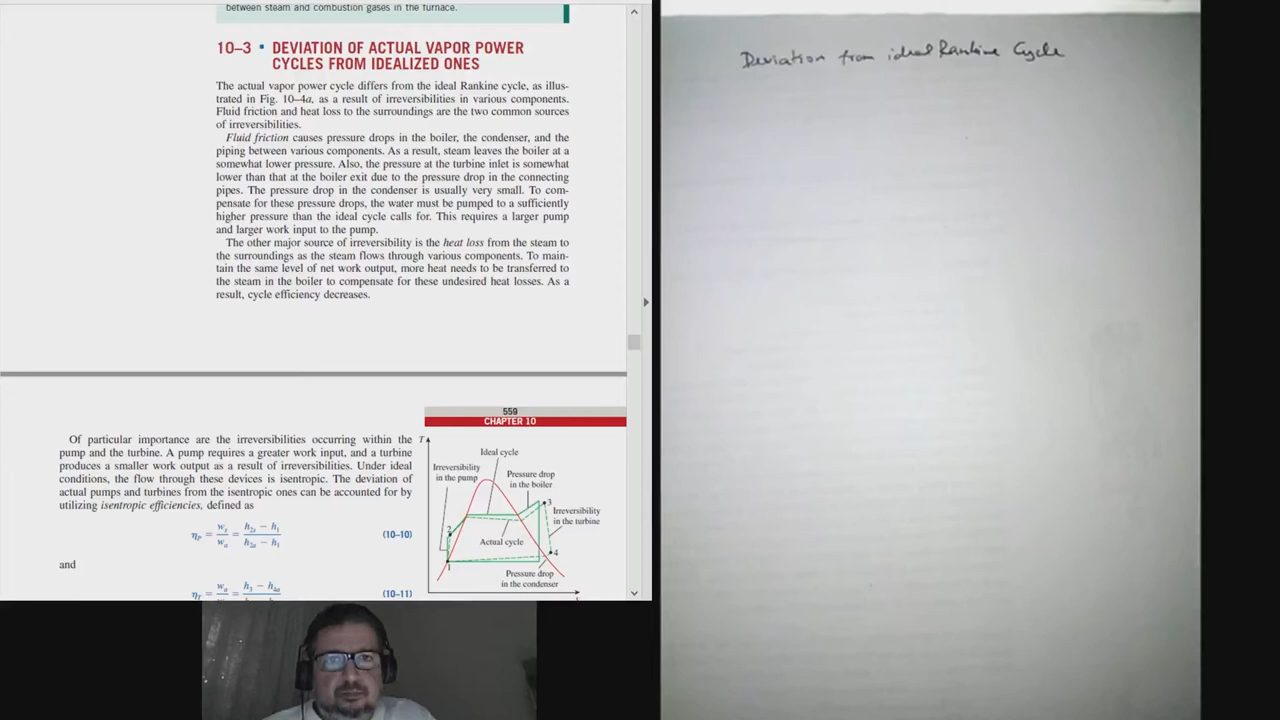 between steam and combustion gases in the furnace.
10–3 • DEVIATION OF ACTUAL VAPOR POWER
CYCLES FROM IDEALIZED ONES
The actual vapor power cycle differs from the ideal Rankine cycle, as illus-
trated in Fig. 10–4a, as a result of irreversibilities in various components.
Fluid friction and heat loss to the surroundings are the two common sources
of irreversibilities.
Fluid friction causes pressure drops in the boiler, the condenser, and the
piping between various components. As a result, steam leaves the boiler at a
somewhat lower pressure. Also, the pressure at the turbine inlet is somewhat
lower than that at the boiler exit due to the pressure drop in the connecting
pipes. The pressure drop in the condenser is usually very small. To com-
pensate for these pressure drops, the water must be pumped to a sufficiently
higher pressure than the ideal cycle calls for. This requires a larger pump
and larger work input to the pump.
The other major source of irreversibility is the heat loss from the steam to
the surroundings as the steam flows through various components. To main-
tain the same level of net work output, more heat needs to be transferred to
the steam in the boiler to compensate for these undesired heat losses. As a
result, cycle efficiency decreases.
559
CHAPTER 10
Of particular importance are the irreversibilities occurring within the
pump and the turbine. A pump requires a greater work input, and a turbine
produces a smaller work output as a result of irreversibilities. Under ideal
conditions, the flow through these devices is isentropic. The deviation of
actual pumps and turbines from the isentropic ones can be accounted for by
utilizing isentropic efficiencies, defined as
ηP = ws/wa = (h2s − h1)/(h2a − h1) (10–10)
and
ηT = wa = h3 − h4a (10–11)
T
Ideal cycle
Irreversibility
in the pump
Pressure drop
in the boiler
3
Irreversibility
in the turbine
2
Actual cycle
4
1
Pressure drop
in the condenser
Deviation from ideal Rankine Cycle